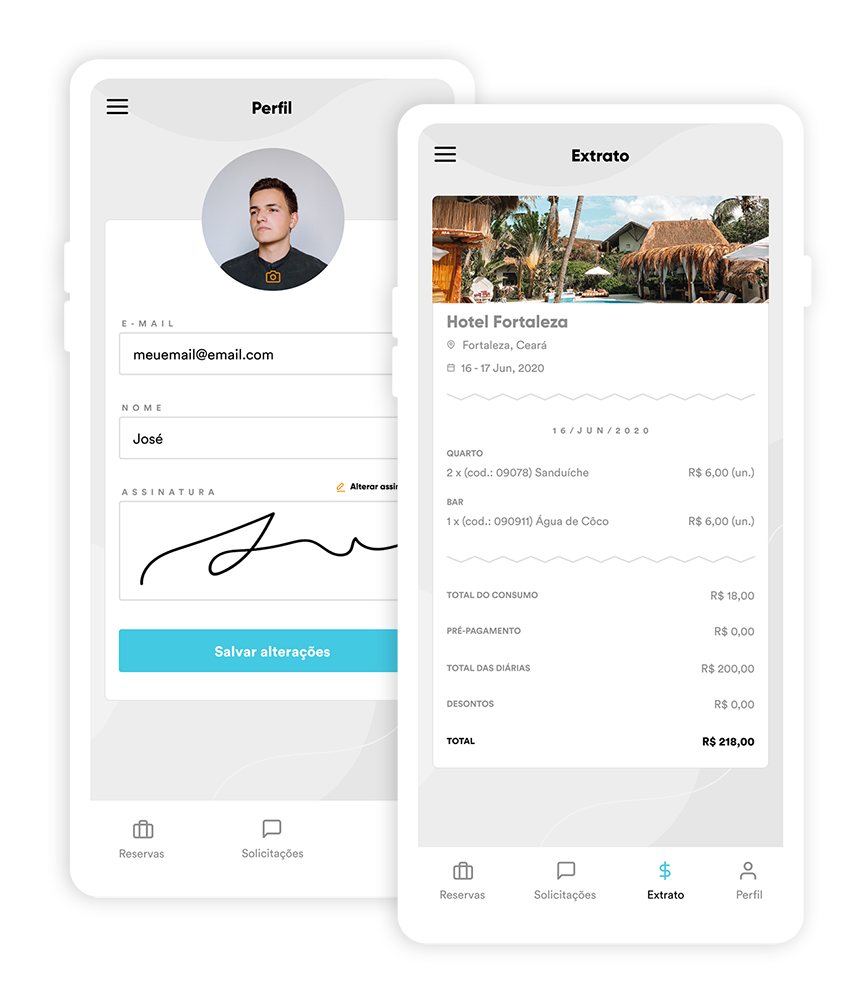 Perfil
E-MAIL
meuemail@email.com
NOME
José
ASSINATURA
Alterar assi
Salvar alterações
Reservas
Solicitações
Extrato
Hotel Fortaleza
Fortaleza, Ceará
16 - 17 Jun, 2020
16/JUN/2020
QUARTO
2 x (cod.: 09078) Sanduíche R$ 6,00 (un.)
BAR
1 x (cod.: 090911) Água de Côco R$ 6,00 (un.)
TOTAL DO CONSUMO R$ 18,00
PRÉ-PAGAMENTO R$ 0,00
TOTAL DAS DIÁRIAS R$ 200,00
DESONTOS R$ 0,00
TOTAL R$ 218,00
Reservas
Solicitações
Extrato
Perfil